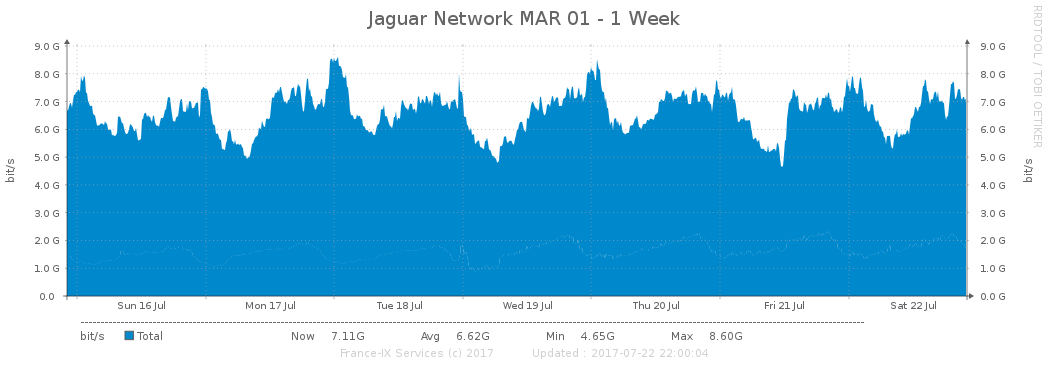 Jaguar Network MAR 01 - 1 Week
RRDTOOL / TOBI OETIKER
9.0 G 9.0 G
8.0 G 8.0 G
7.0 G 7.0 G
6.0 G 6.0 G
5.0 G 5.0 G
4.0 G 4.0 G
3.0 G 3.0 G
2.0 G 2.0 G
1.0 G 1.0 G
0.0 0.0 G
bit/s bit/s
Sun 16 Jul Mon 17 Jul Tue 18 Jul Wed 19 Jul Thu 20 Jul Fri 21 Jul Sat 22 Jul
bit/s Total Now 7.11G Avg 6.62G Min 4.65G Max 8.60G
France-IX Services (c) 2017 Updated : 2017-07-22 22:00:04